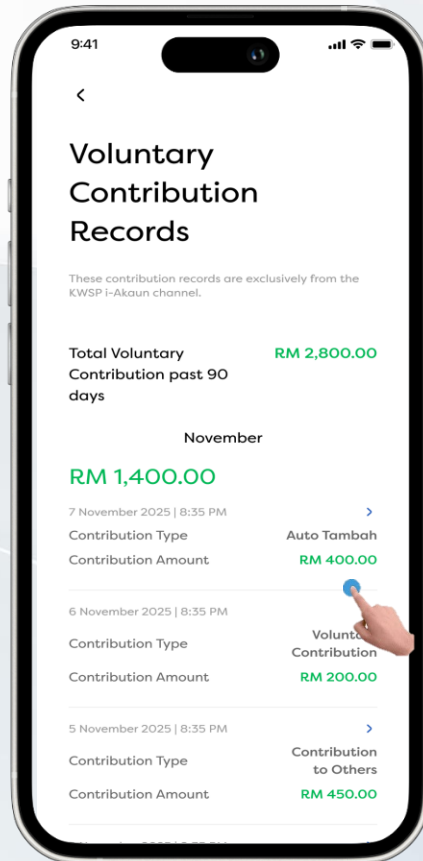 9:41
Voluntary
Contribution
Records
These contribution records are exclusively from the
KWSP i-Akaun channel.
Total Voluntary RM 2,800.00
Contribution past 90
days
November
RM 1,400.00
7 November 2025 | 8:35 PM
Contribution Type Auto Tambah
Contribution Amount RM 400.00
6 November 2025 | 8:35 PM
Contribution Type
Contribution
Contribution Amount RM 200.00
5 November 2025 | 8:35 PM
Contribution Type Contribution
to Others
Contribution Amount RM 450.00